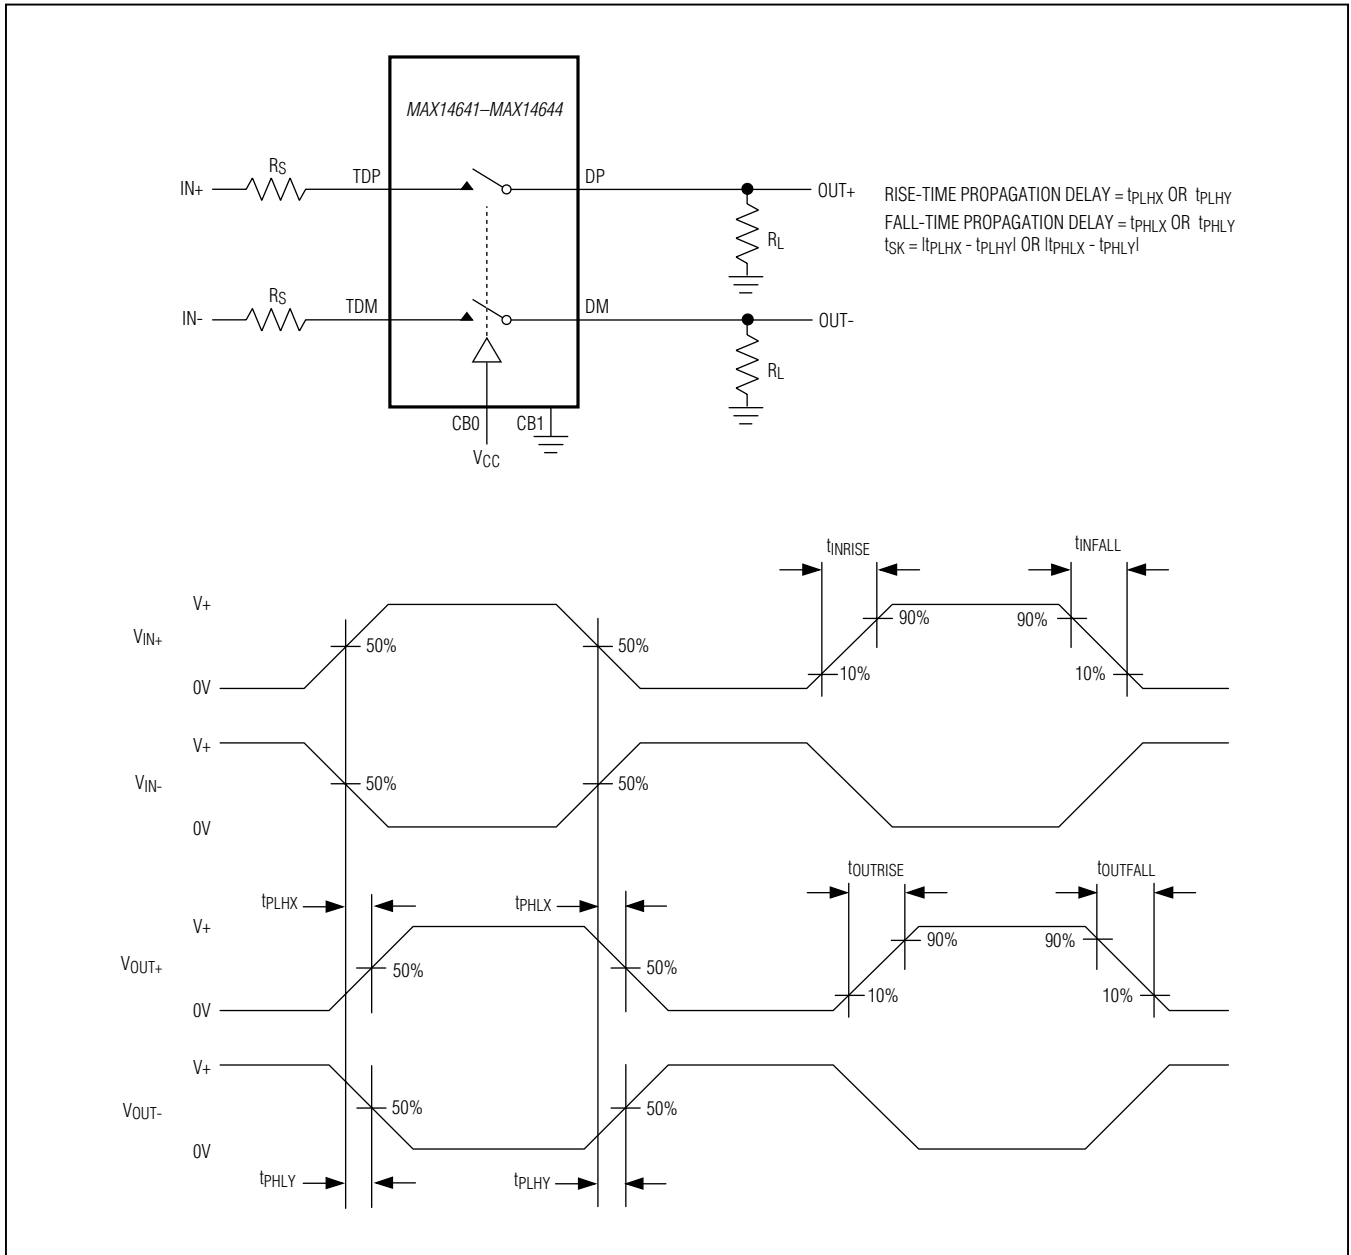 MAX14641–MAX14644
RS
TDP
DP
IN+
OUT+
RISE-TIME PROPAGATION DELAY = tPLHX OR tPLHY
FALL-TIME PROPAGATION DELAY = tPHLX OR tPHLY
tSK = |tPLHX - tPLHY| OR |tPHLX - tPHLY|
RL
RS
TDM
DM
IN-
OUT-
RL
CB0
CB1
VCC
tINRISE
tINFALL
V+
VIN+
50%
50%
90%
90%
10%
10%
0V
V+
VIN-
50%
50%
0V
tOUTRISE
tOUTFALL
tPLHX
tPHLX
V+
VOUT+
50%
50%
90%
90%
10%
10%
0V
V+
VOUT-
50%
50%
0V
tPHLY
tPLHY